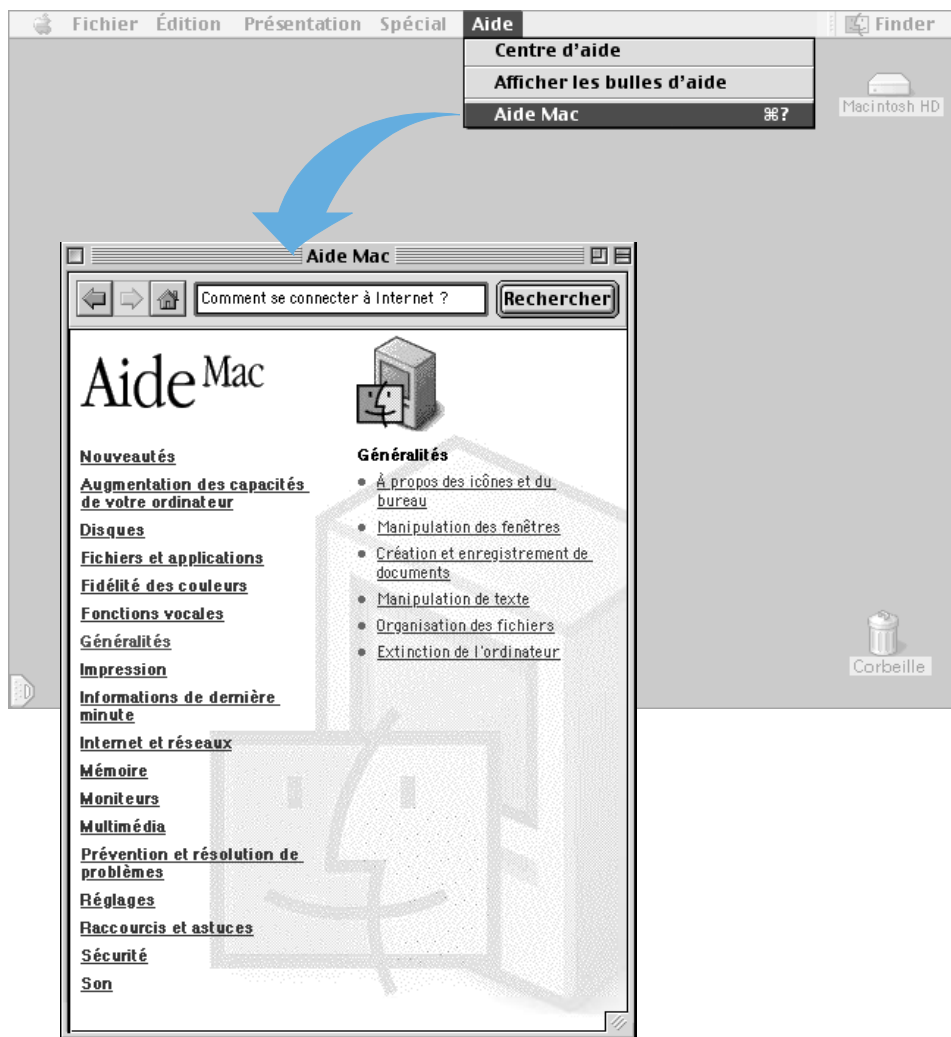 Fichier Édition Présentation Spécial Aide Finder
Centre d'aide
Afficher les bulles d'aide
Aide Mac ⌘?
Macintosh HD
Aide Mac
Comment se connecter à Internet ? Rechercher
Aide Mac
Nouveautés
Augmentation des capacités
de votre ordinateur
Disques
Fichiers et applications
Fidélité des couleurs
Fonctions vocales
Généralités
Impression
Informations de dernière
minute
Internet et réseaux
Mémoire
Moniteurs
Multimédia
Prévention et résolution de
problèmes
Réglages
Raccourcis et astuces
Sécurité
Son
Généralités
À propos des icônes et du
bureau
Manipulation des fenêtres
Création et enregistrement de
documents
Manipulation de texte
Organisation des fichiers
Extinction de l'ordinateur
Corbeille